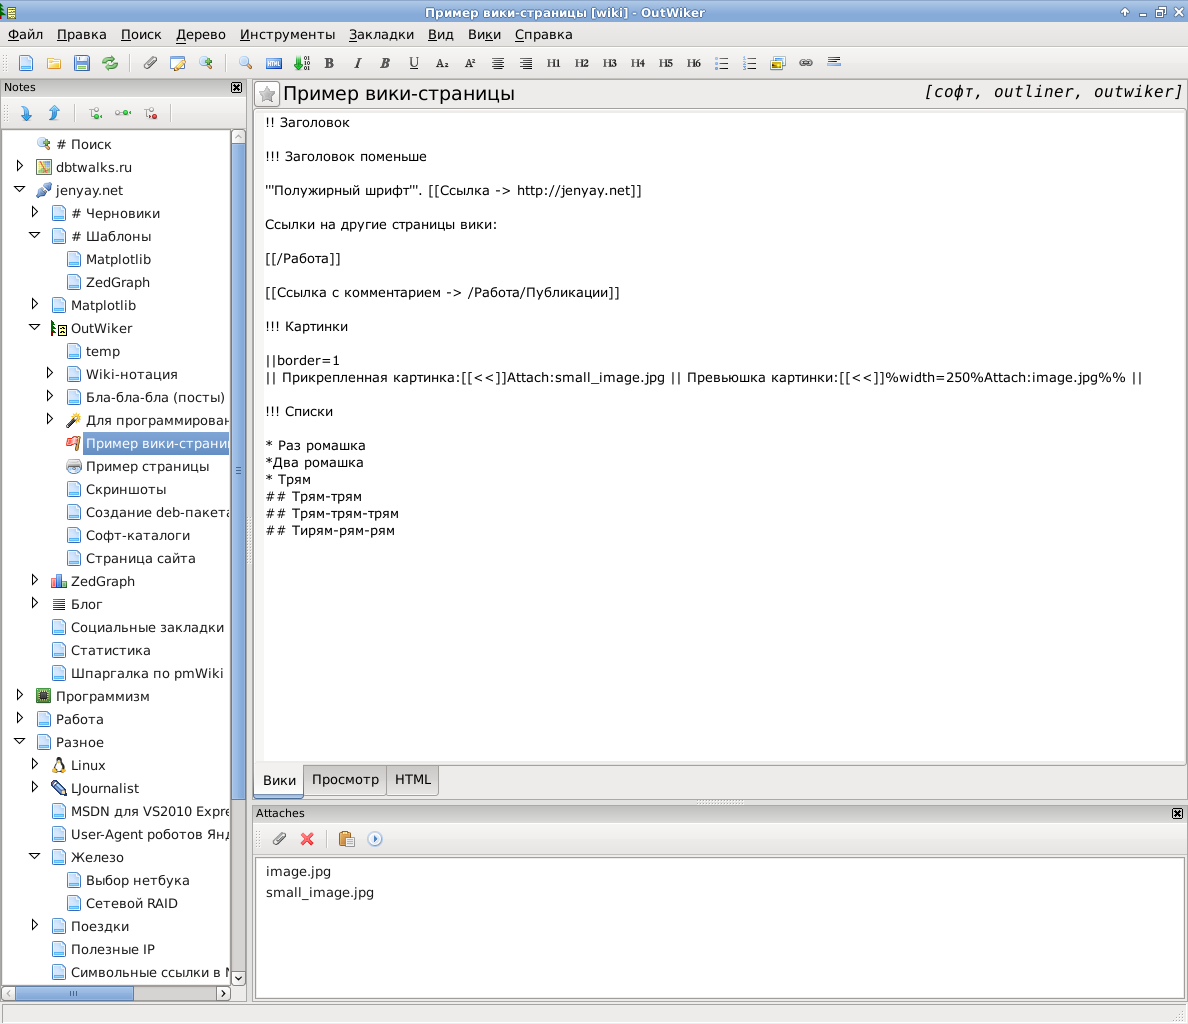 Пример вики-страницы [wiki] - OutWiker
Файл Правка Поиск Дерево Инструменты Закладки Вид Вики Справка
B I B U A₂ A² H1 H2 H3 H4 H5 H6
Notes
# Поиск
dbtwalks.ru
jenyay.net
# Черновики
# Шаблоны
Matplotlib
ZedGraph
Matplotlib
OutWiker
temp
Wiki-нотация
Бла-бла-бла (посты)
Для программирован
Пример вики-страни
Пример страницы
Скриншоты
Создание deb-пакета
Софт-каталоги
Страница сайта
ZedGraph
Блог
Социальные закладки
Статистика
Шпаргалка по pmWiki
Программизм
Работа
Разное
Linux
LJournalist
MSDN для VS2010 Expre
User-Agent роботов Янд
Железо
Выбор нетбука
Сетевой RAID
Поездки
Полезные IP
Символьные ссылки в
Пример вики-страницы
[софт, outliner, outwiker]
!! Заголовок
!!! Заголовок поменьше
'''Полужирный шрифт'''. [[Ссылка -> http://jenyay.net]]
Ссылки на другие страницы вики:
[[/Работа]]
[[Ссылка с комментарием -> /Работа/Публикации]]
!!! Картинки
||border=1
|| Прикрепленная картинка:[[<<]]Attach:small_image.jpg || Превьюшка картинки:[[<<]]%width=250%Attach:image.jpg%% ||
!!! Списки
* Раз ромашка
*Два ромашка
* Трям
## Трям-трям
## Трям-трям-трям
## Тирям-рям-рям
Вики Просмотр HTML
Attaches
image.jpg
small_image.jpg